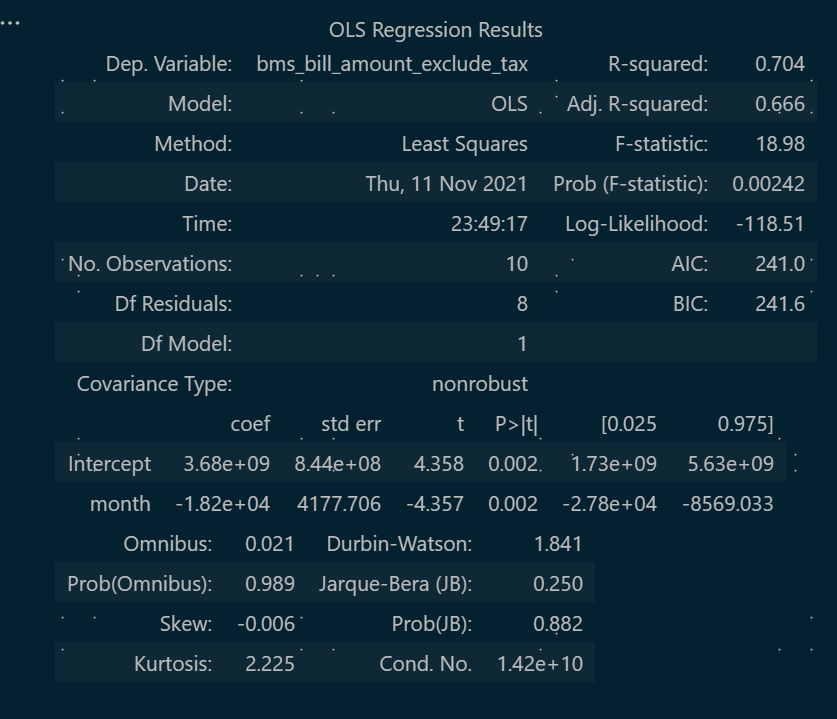 ...
OLS Regression Results
Dep. Variable: bms_bill_amount_exclude_tax R-squared: 0.704
Model: OLS Adj. R-squared: 0.666
Method: Least Squares F-statistic: 18.98
Date: Thu, 11 Nov 2021 Prob (F-statistic): 0.00242
Time: 23:49:17 Log-Likelihood: -118.51
No. Observations: 10 AIC: 241.0
Df Residuals: 8 BIC: 241.6
Df Model: 1
Covariance Type: nonrobust
coef std err t P>|t| [0.025 0.975]
Intercept 3.68e+09 8.44e+08 4.358 0.002 1.73e+09 5.63e+09
month -1.82e+04 4177.706 -4.357 0.002 -2.78e+04 -8569.033
Omnibus: 0.021 Durbin-Watson: 1.841
Prob(Omnibus): 0.989 Jarque-Bera (JB): 0.250
Skew: -0.006 Prob(JB): 0.882
Kurtosis: 2.225 Cond. No. 1.42e+10